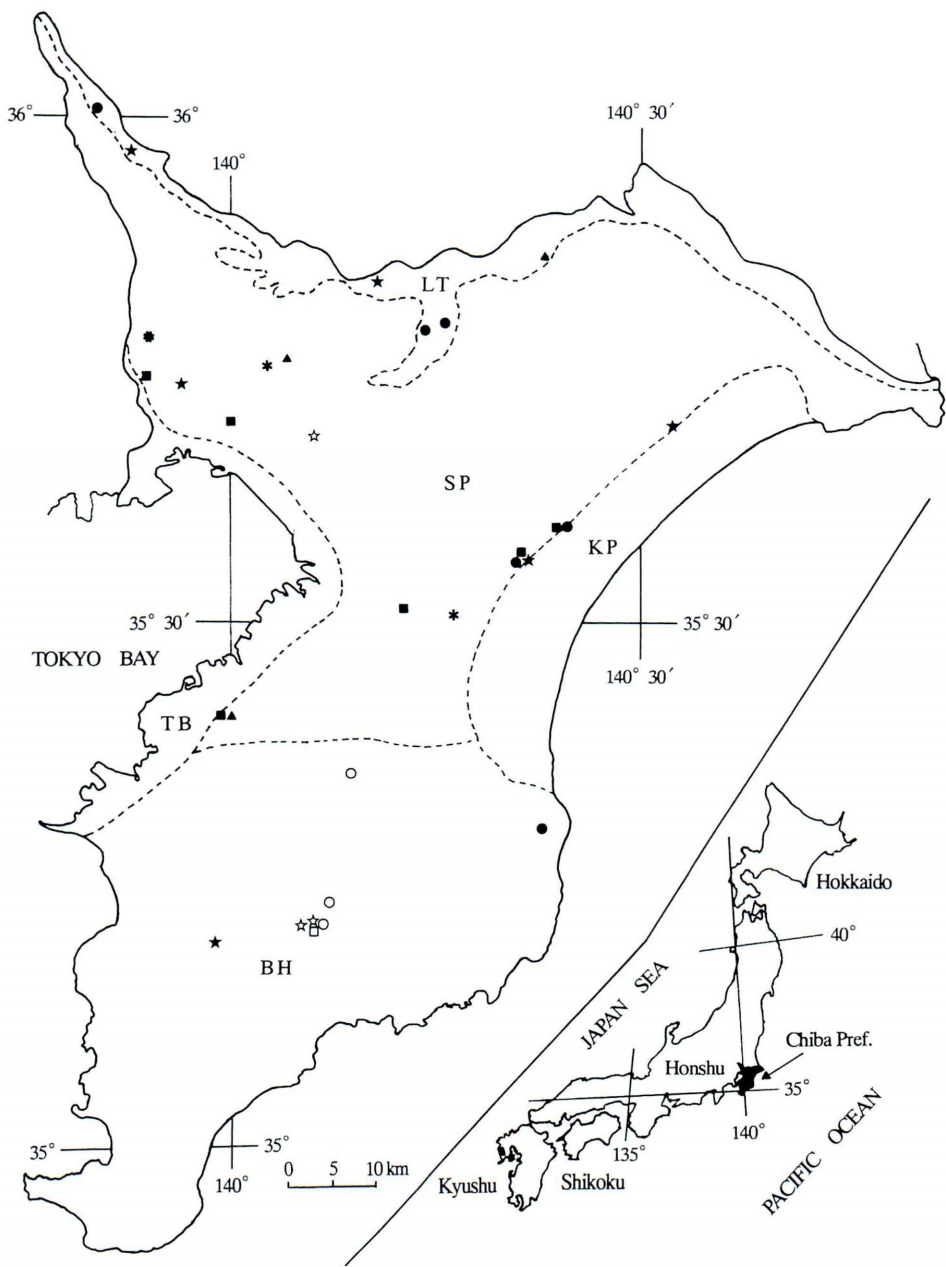 36°
36°
140°
140° 30′
LT
SP
KP
35° 30′
35° 30′
TOKYO BAY
140° 30′
TB
BH
Hokkaido
40°
JAPAN SEA
Chiba Pref.
Honshu
35°
140°
135°
PACIFIC OCEAN
35°
35°
140°
0 5 10 km
Kyushu
Shikoku